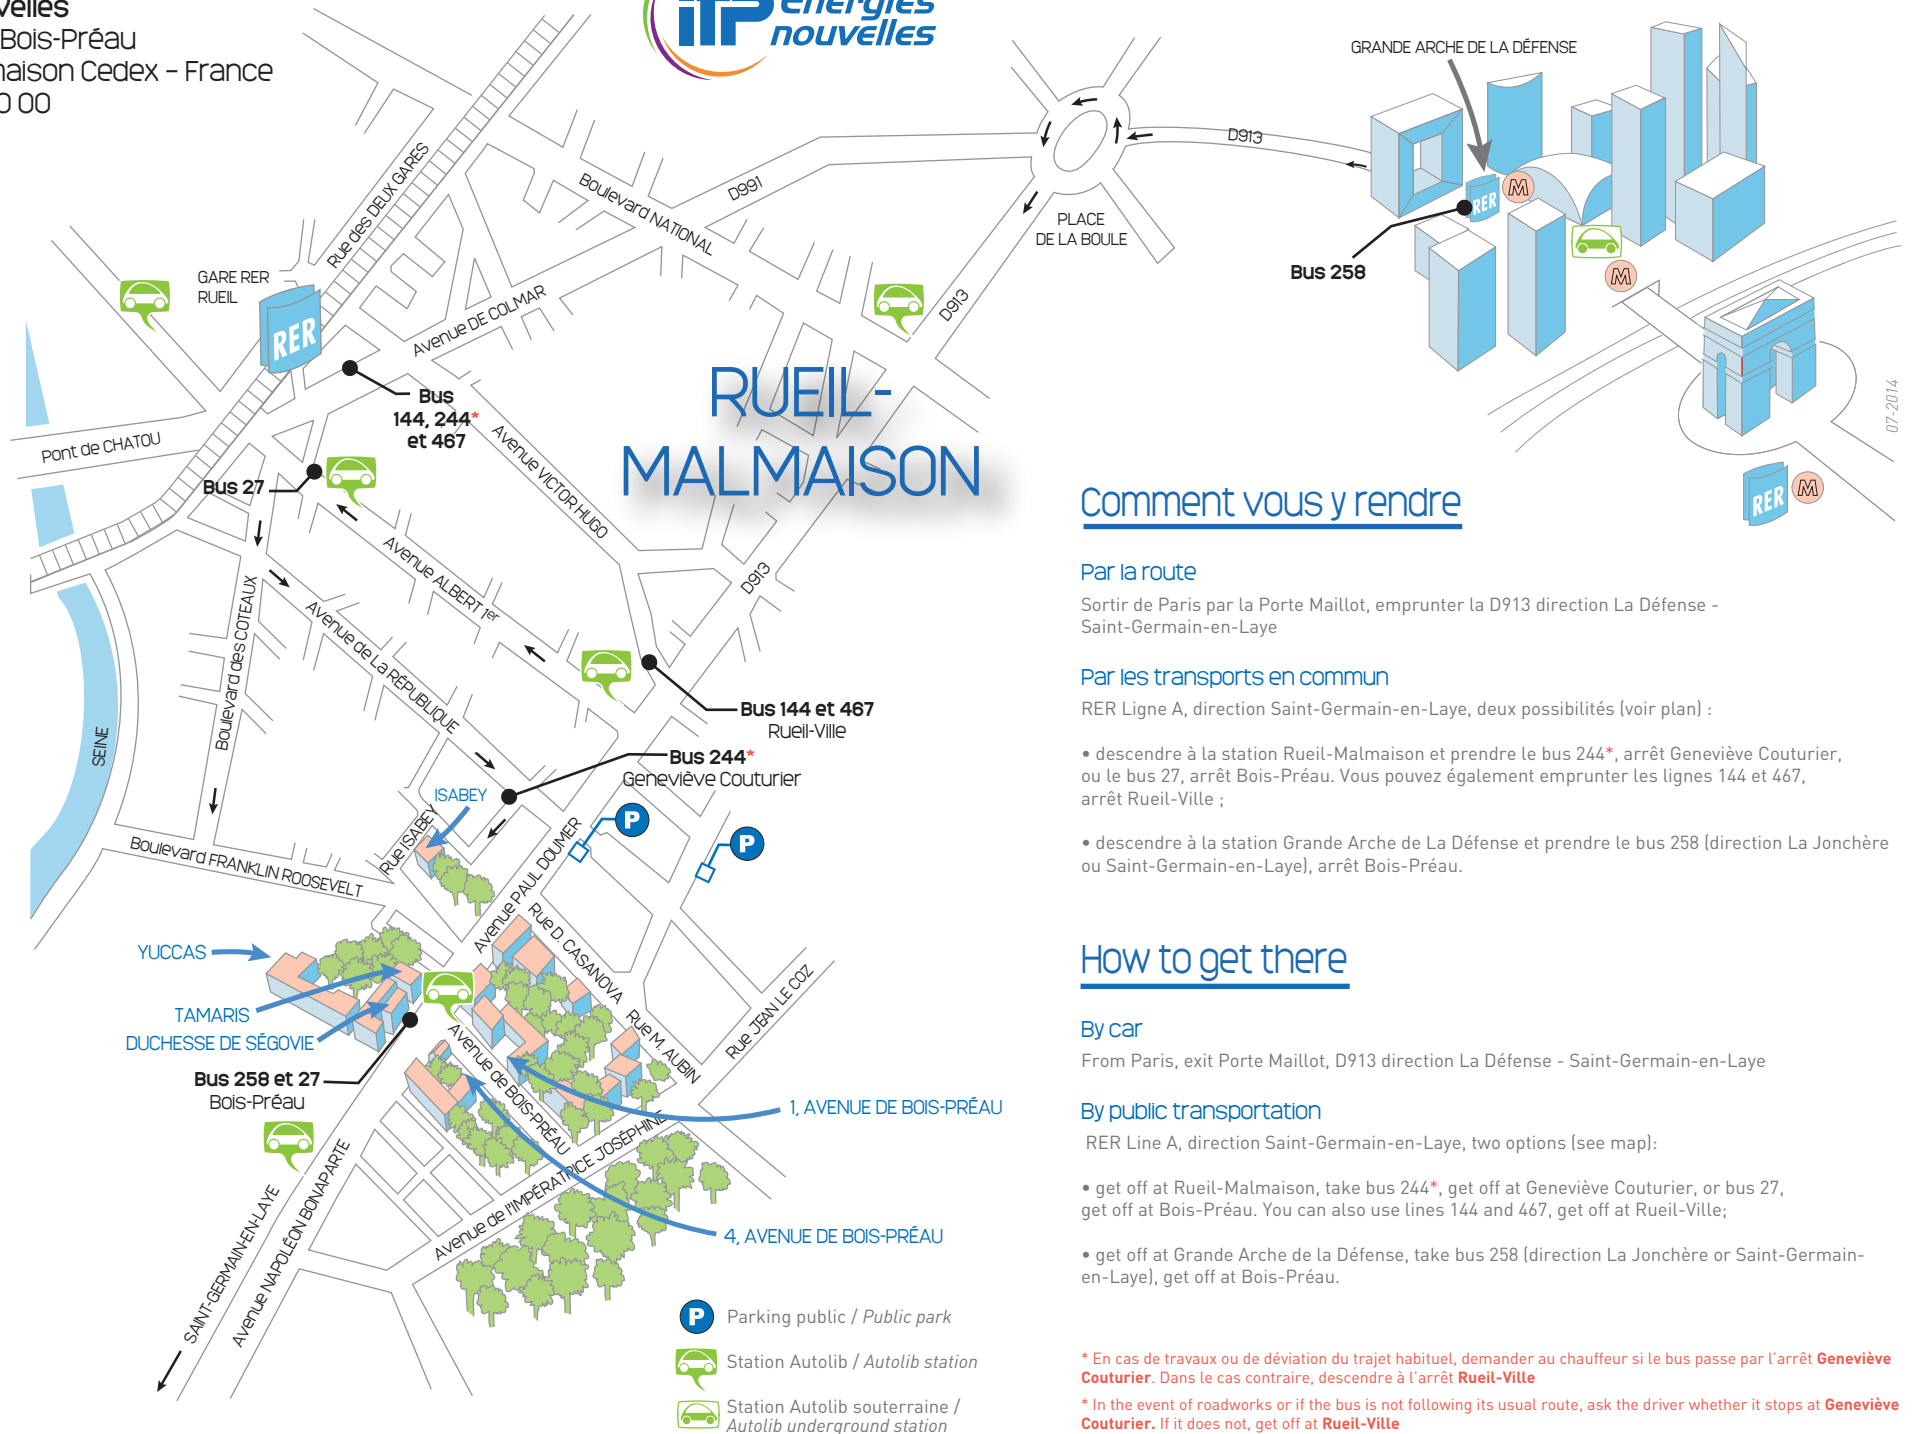 Bois-Préau
Cedex – France
00
énergies
nouvelles
GRANDE ARCHE DE LA DÉFENSE
D913
RER
M
Bus 258
M
RER
M
07-2014
PLACE
DE LA BOULE
D991
Boulevard NATIONAL
Rue des DEUX GARES
GARE RER
RUEIL
RER
Avenue DE COLMAR
D913
Bus
144, 244*
et 467
RUEIL-
MALMAISON
Pont de CHATOU
Bus 27
Avenue VICTOR HUGO
Avenue ALBERT 1er
D913
Boulevard des COTEAUX
Avenue de La RÉPUBLIQUE
SEINE
Bus 144 et 467
Rueil-Ville
Bus 244*
Geneviève Couturier
ISABEY
Rue ISABEY
P
P
Boulevard FRANKLIN ROOSEVELT
Avenue PAUL DOUMER
Rue D. CASANOVA
YUCCAS
TAMARIS
DUCHESSE DE SÉGOVIE
Rue M. AUBIN
Rue JEAN LE COZ
Bus 258 et 27
Bois-Préau
Avenue de BOIS-PRÉAU
1, AVENUE DE BOIS-PRÉAU
Avenue de l'IMPÉRATRICE JOSÉPHINE
4, AVENUE DE BOIS-PRÉAU
SAINT-GERMAIN-EN-LAYE
Avenue NAPOLÉON BONAPARTE
P Parking public / Public park
Station Autolib / Autolib station
Station Autolib souterraine /
Autolib underground station
Comment vous y rendre
Par la route
Sortir de Paris par la Porte Maillot, emprunter la D913 direction La Défense -
Saint-Germain-en-Laye
Par les transports en commun
RER Ligne A, direction Saint-Germain-en-Laye, deux possibilités (voir plan) :
• descendre à la station Rueil-Malmaison et prendre le bus 244*, arrêt Geneviève Couturier,
ou le bus 27, arrêt Bois-Préau. Vous pouvez également emprunter les lignes 144 et 467,
arrêt Rueil-Ville ;
• descendre à la station Grande Arche de La Défense et prendre le bus 258 (direction La Jonchère
ou Saint-Germain-en-Laye), arrêt Bois-Préau.
How to get there
By car
From Paris, exit Porte Maillot, D913 direction La Défense - Saint-Germain-en-Laye
By public transportation
RER Line A, direction Saint-Germain-en-Laye, two options (see map):
• get off at Rueil-Malmaison, take bus 244*, get off at Geneviève Couturier, or bus 27,
get off at Bois-Préau. You can also use lines 144 and 467, get off at Rueil-Ville;
• get off at Grande Arche de la Défense, take bus 258 (direction La Jonchère or Saint-Germain-
en-Laye), get off at Bois-Préau.
* En cas de travaux ou de déviation du trajet habituel, demander au chauffeur si le bus passe par l'arrêt Geneviève
Couturier. Dans le cas contraire, descendre à l'arrêt Rueil-Ville
* In the event of roadworks or if the bus is not following its usual route, ask the driver whether it stops at Geneviève
Couturier. If it does not, get off at Rueil-Ville